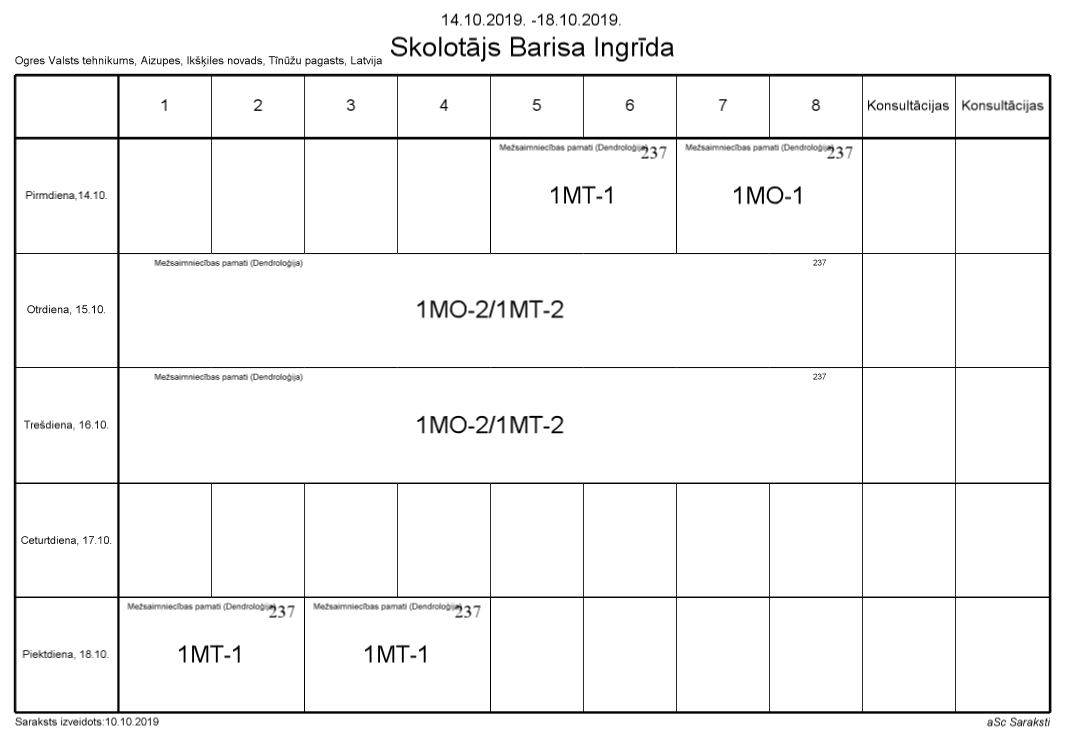 14.10.2019. -18.10.2019.
Skolotājs Barisa Ingrīda
Ogres Valsts tehnikums, Aizupes, Ikšķiles novads, Tīnūžu pagasts, Latvija
1 2 3 4 5 6 7 8 Konsultācijas Konsultācijas
Pirmdiena,14.10.
Mežsaimniecības pamati (Dendroloģija) 237
1MT-1
Mežsaimniecības pamati (Dendroloģija) 237
1MO-1
Otrdiena, 15.10.
Mežsaimniecības pamati (Dendroloģija) 237
1MO-2/1MT-2
Trešdiena, 16.10.
Mežsaimniecības pamati (Dendroloģija) 237
1MO-2/1MT-2
Ceturtdiena, 17.10.
Piektdiena, 18.10.
Mežsaimniecības pamati (Dendroloģija) 237
1MT-1
Mežsaimniecības pamati (Dendroloģija) 237
1MT-1
Saraksts izveidots:10.10.2019
aSc Saraksti